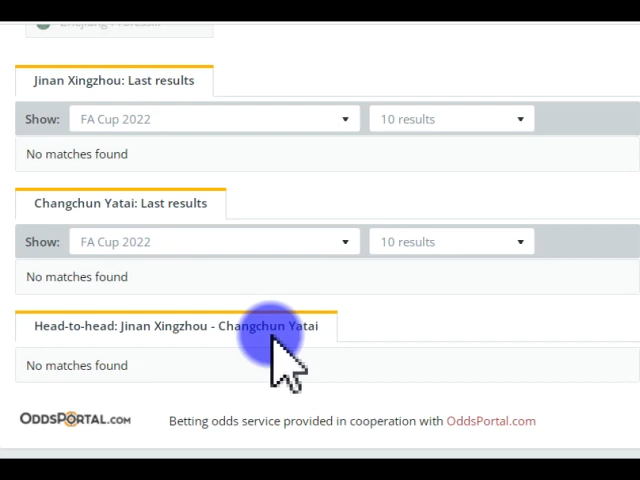 Jinan Xingzhou: Last results
Show: FA Cup 2022 10 results
No matches found
Changchun Yatai: Last results
Show: FA Cup 2022 10 results
No matches found
Head-to-head: Jinan Xingzhou - Changchun Yatai
No matches found
ODDSPORTAL.COM Betting odds service provided in cooperation with OddsPortal.com